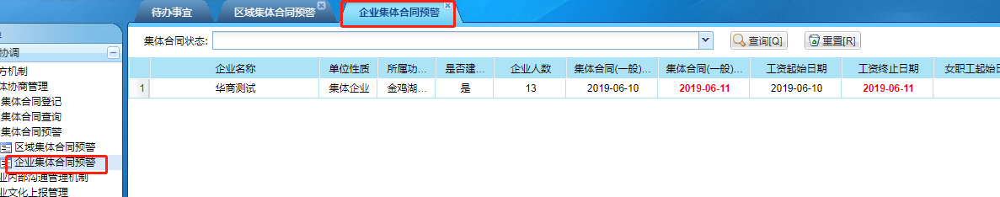 待办事宜 区域集体合同预警 企业集体合同预警
协调
集体合同状态: 查询[Q] 重置[R]
方机制
体协商管理
集体合同登记
集体合同查询
集体合同预警
区域集体合同预警
企业集体合同预警
业内部沟通管理机制
业文化上报管理
企业名称 单位性质 所属功... 是否建... 企业人数 集体合同(一般)... 集体合同(一般)... 工资起始日期 工资终止日期 女职工起始日
1 华商测试 集体企业 金鸡湖... 是 13 2019-06-10 2019-06-11 2019-06-10 2019-06-11